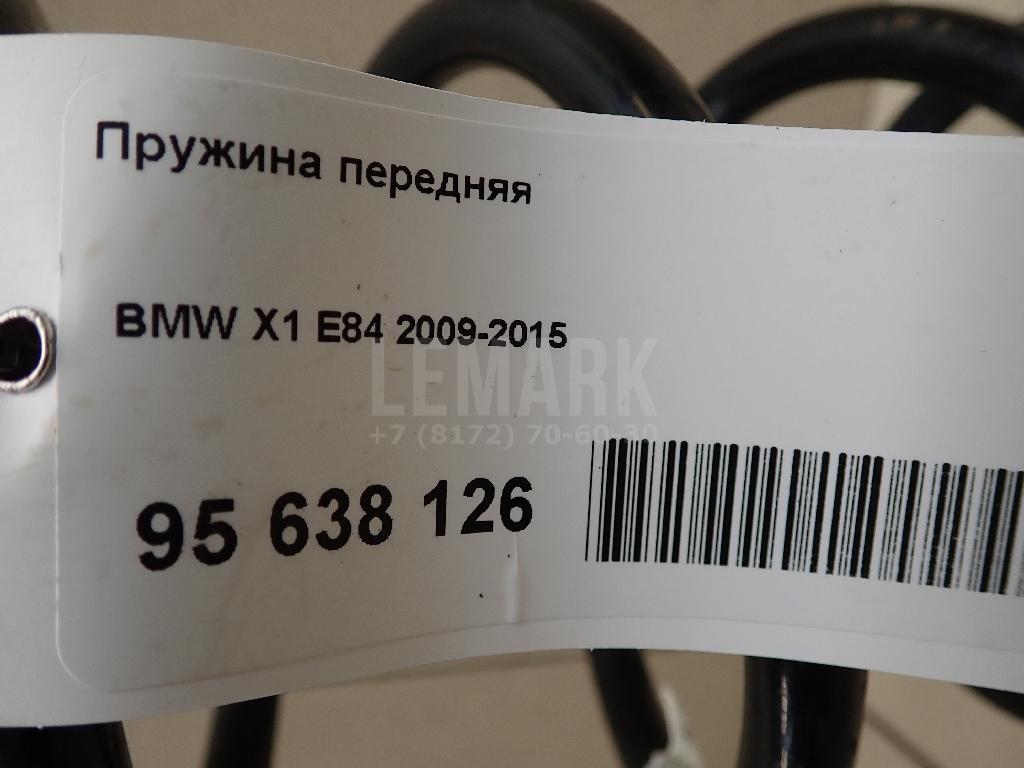 Пружина передняя
BMW X1 E84 2009-2015
LEMARK
+7 (8172) 70-60-30
95 638 126